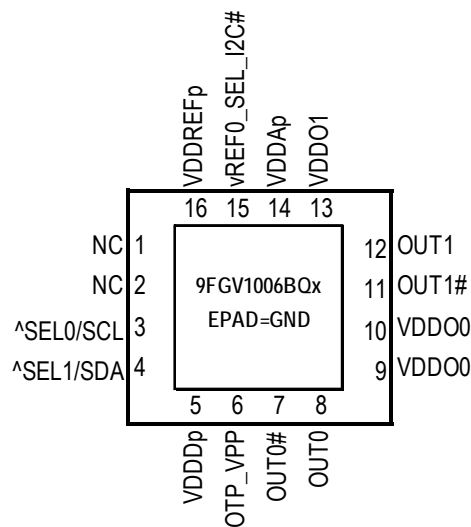 VDDREFp
vREF0_SEL_I2C#
VDDAp
VDDO1
16 15 14 13
NC 1
NC 2
^SEL0/SCL 3
^SEL1/SDA 4
9FGV1006BQx
EPAD=GND
12 OUT1
11 OUT1#
10 VDDO0
9 VDDO0
5 6 7 8
VDDDp
OTP_VPP
OUT0#
OUT0